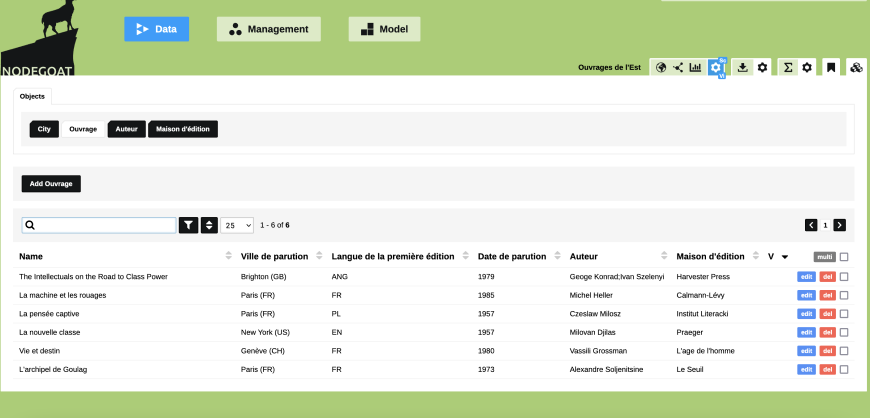 NODEGOAT
Data
Management
Model
Ouvrages de l'Est
Sc
Vi
Objects
City
Ouvrage
Auteur
Maison d'édition
Add Ouvrage
25
1 - 6 of 6
1
Name Ville de parution Langue de la première édition Date de parution Auteur Maison d'édition V multi
The Intellectuals on the Road to Class Power Brighton (GB) ANG 1979 Geoge Konrad;Ivan Szelenyi Harvester Press edit del
La machine et les rouages Paris (FR) FR 1985 Michel Heller Calmann-Lévy edit del
La pensée captive Paris (FR) PL 1957 Czeslaw Milosz Institut Literacki edit del
La nouvelle classe New York (US) EN 1957 Milovan Djilas Praeger edit del
Vie et destin Genève (CH) FR 1980 Vassili Grossman L'age de l'homme edit del
L'archipel de Goulag Paris (FR) FR 1973 Alexandre Soljenitsine Le Seuil edit del